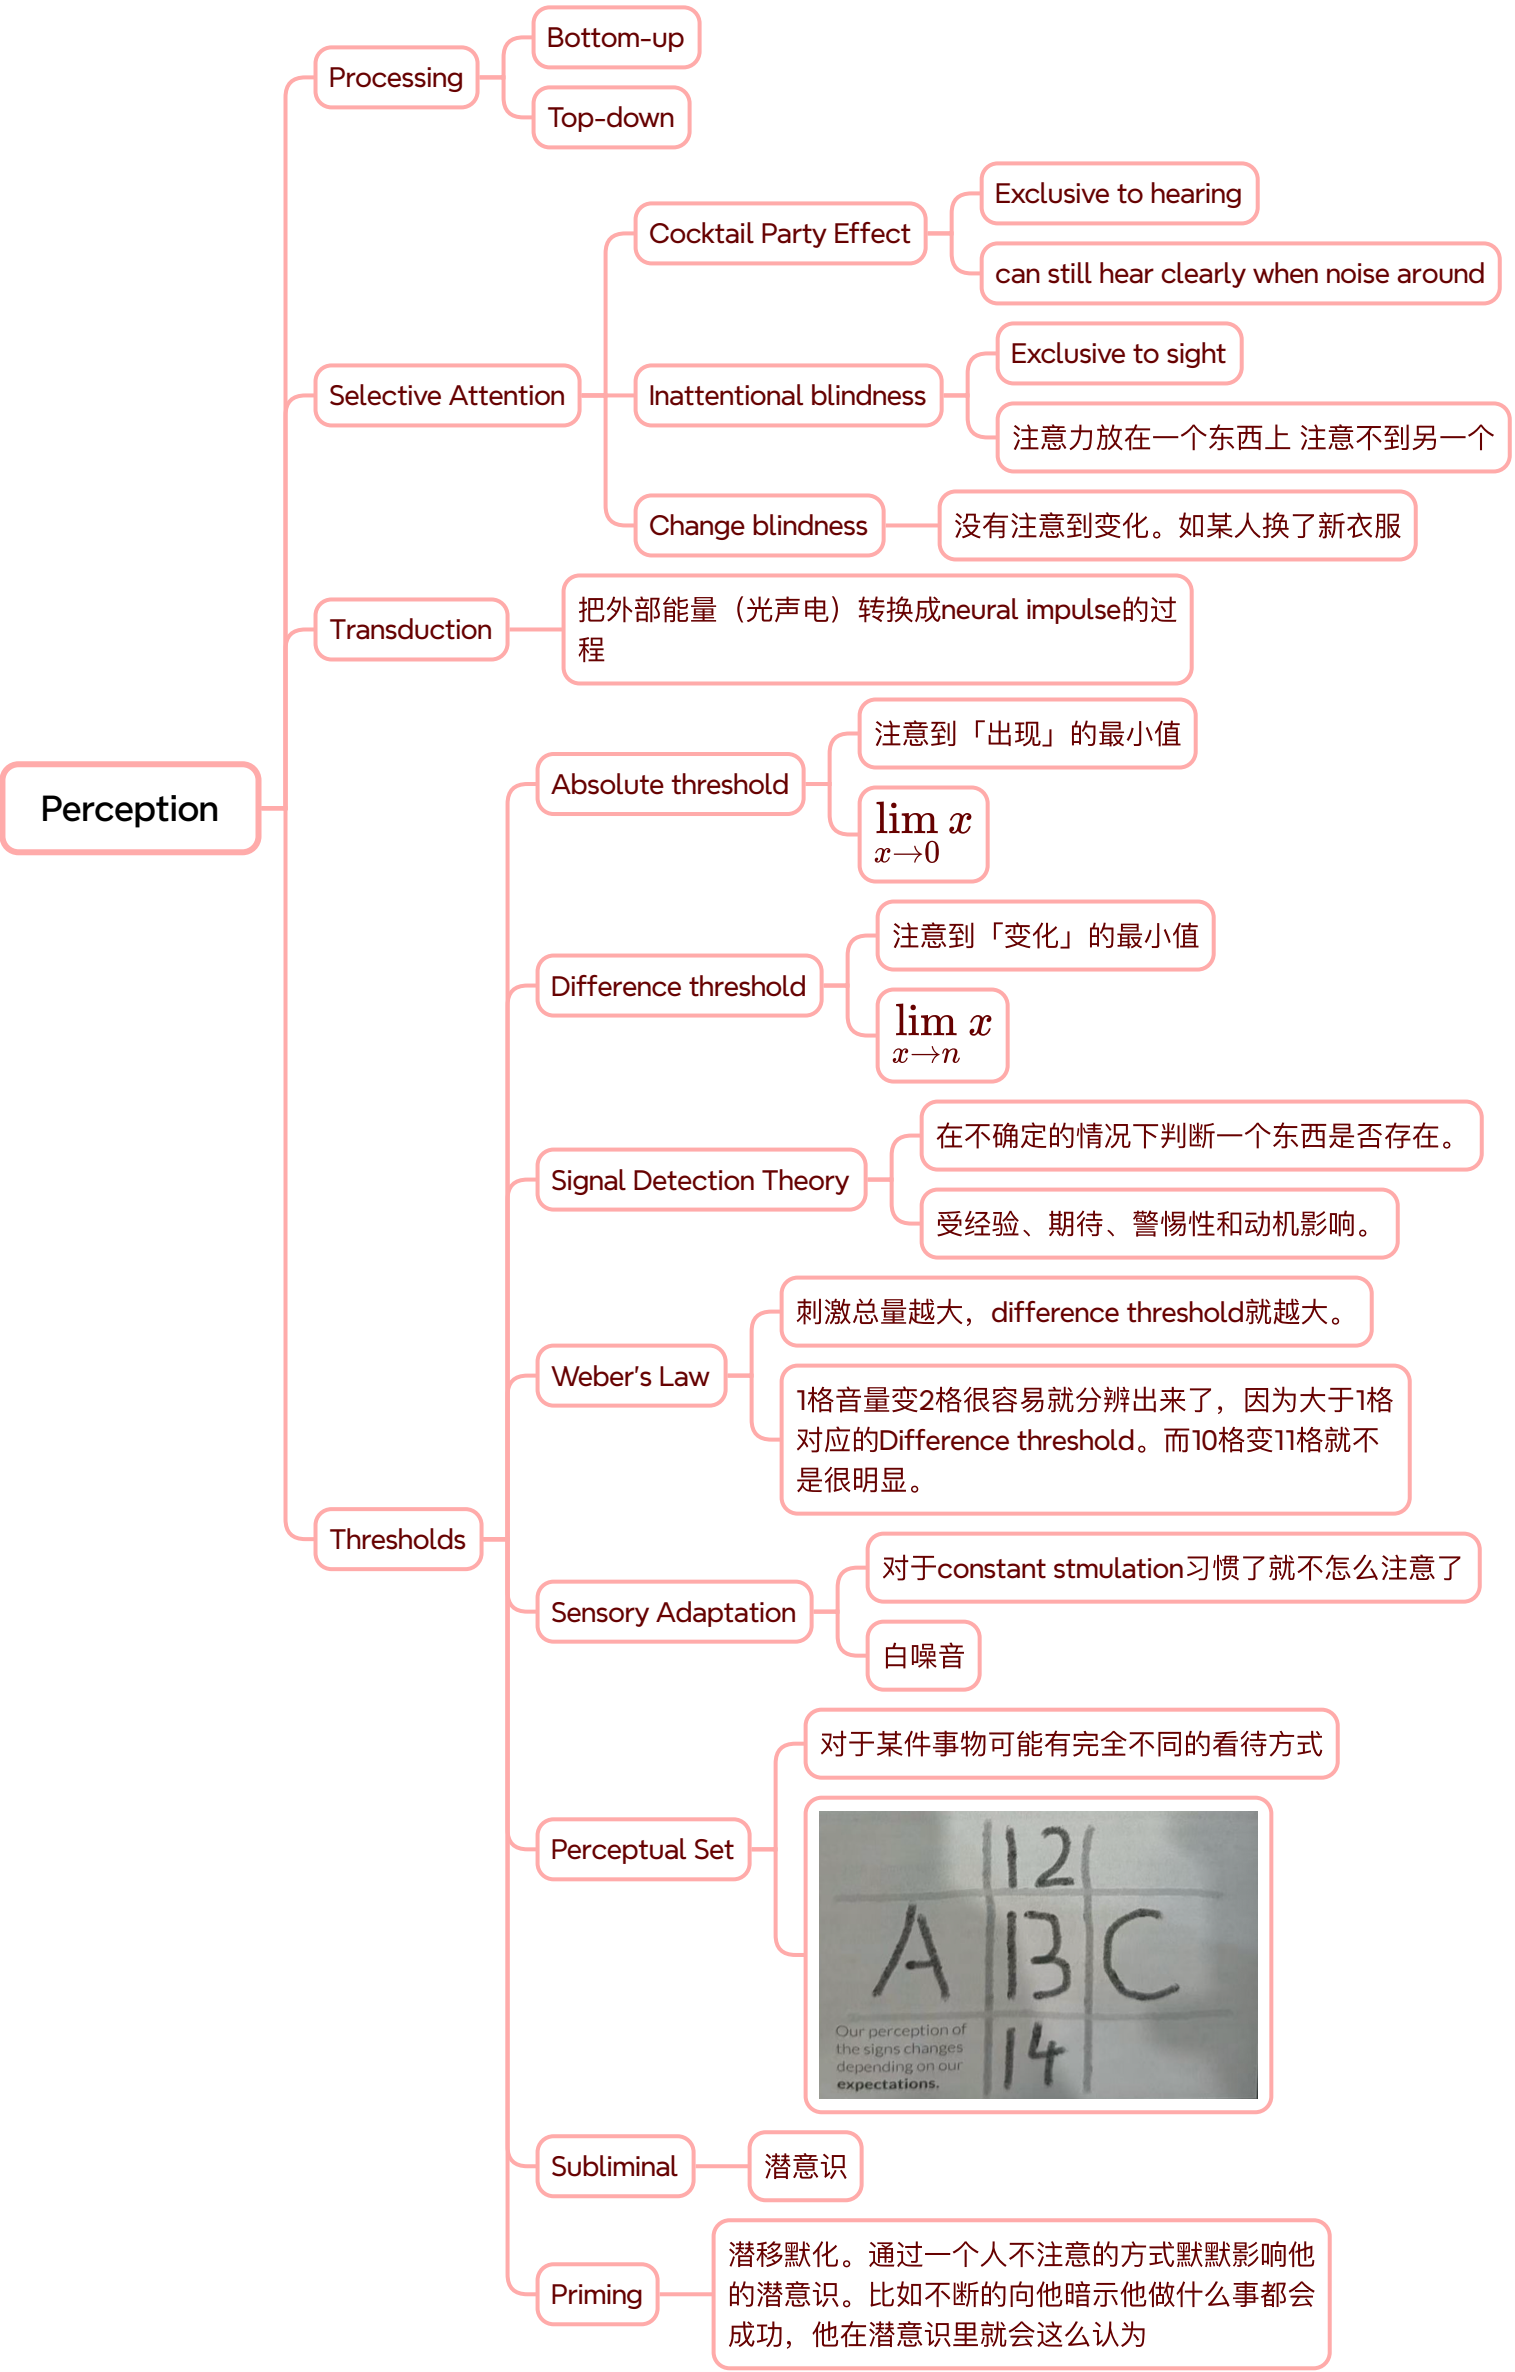 Perception
Processing
Bottom-up
Top-down
Selective Attention
Cocktail Party Effect
Exclusive to hearing
can still hear clearly when noise around
Inattentional blindness
Exclusive to sight
注意力放在一个东西上 注意不到另一个
Change blindness
没有注意到变化。如某人换了新衣服
Transduction
把外部能量（光声电）转换成neural impulse的过
程
Thresholds
Absolute threshold
注意到「出现」的最小值
lim x
x→0
Difference threshold
注意到「变化」的最小值
lim x
x→n
Signal Detection Theory
在不确定的情况下判断一个东西是否存在。
受经验、期待、警惕性和动机影响。
Weber's Law
刺激总量越大，difference threshold就越大。
1格音量变2格很容易就分辨出来了，因为大于1格
对应的Difference threshold。而10格变11格就不
是很明显。
Sensory Adaptation
对于constant stmulation习惯了就不怎么注意了
白噪音
Perceptual Set
对于某件事物可能有完全不同的看待方式
12
A 13 C
14
Our perception of
the signs changes
depending on our
expectations.
Subliminal
潜意识
Priming
潜移默化。通过一个人不注意的方式默默影响他
的潜意识。比如不断的向他暗示他做什么事都会
成功，他在潜意识里就会这么认为